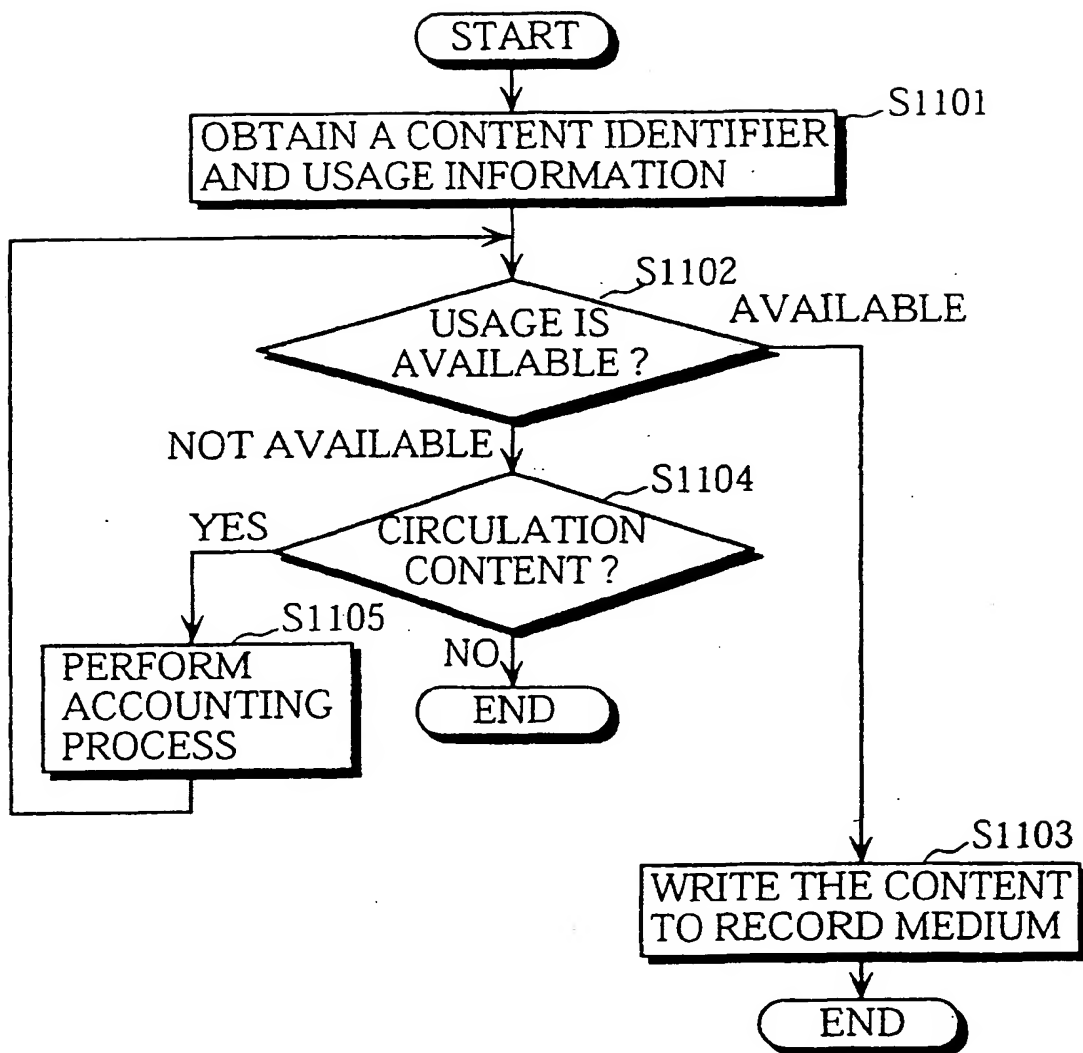 START
S1101
OBTAIN A CONTENT IDENTIFIER
AND USAGE INFORMATION
S1102
USAGE IS
AVAILABLE ?
AVAILABLE
NOT AVAILABLE
S1104
CIRCULATION
CONTENT ?
YES
S1105
PERFORM
ACCOUNTING
PROCESS
NO
END
S1103
WRITE THE CONTENT
TO RECORD MEDIUM
END